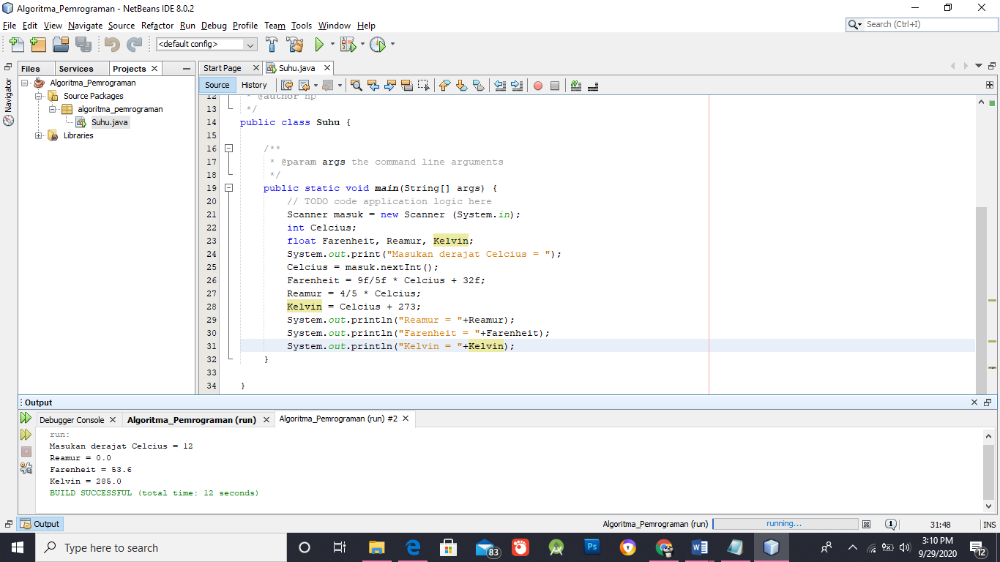 Algoritma_Pemrograman - NetBeans IDE 8.0.2
File Edit View Navigate Source Refactor Run Debug Profile Team Tools Window Help
Search (Ctrl+I)
<default config>
Files Services Projects
Start Page Suhu.java
Navigator
Algoritma_Pemrograman
Source Packages
algoritma_pemrograman
Suhu.java
Libraries
Source History
12 * @author hp
13 */
14 public class Suhu {
15
16 /**
17 * @param args the command line arguments
18 */
19 public static void main(String[] args) {
20 // TODO code application logic here
21 Scanner masuk = new Scanner (System.in);
22 int Celcius;
23 float Farenheit, Reamur, Kelvin;
24 System.out.print("Masukan derajat Celcius = ");
25 Celcius = masuk.nextInt();
26 Farenheit = 9f/5f * Celcius + 32f;
27 Reamur = 4/5 * Celcius;
28 Kelvin = Celcius + 273;
29 System.out.println("Reamur = "+Reamur);
30 System.out.println("Farenheit = "+Farenheit);
31 System.out.println("Kelvin = "+Kelvin);
32 }
33
34 }
Output
Debugger Console Algoritma_Pemrograman (run) Algoritma_Pemrograman (run) #2
run:
Masukan derajat Celcius = 12
Reamur = 0.0
Farenheit = 53.6
Kelvin = 285.0
BUILD SUCCESSFUL (total time: 12 seconds)
Output
Algoritma_Pemrograman (run) running... 1 31:48 INS
Type here to search
83
Ps
3:10 PM
9/29/2020
12